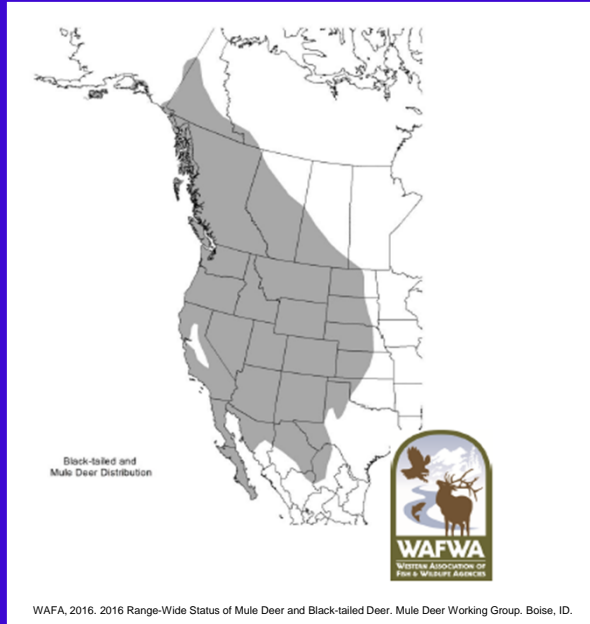 Black-tailed and
Mule Deer Distribution
WAFWA
WESTERN ASSOCIATION OF
FISH & WILDLIFE AGENCIES
WAFA, 2016. 2016 Range-Wide Status of Mule Deer and Black-tailed Deer. Mule Deer Working Group. Boise, ID.